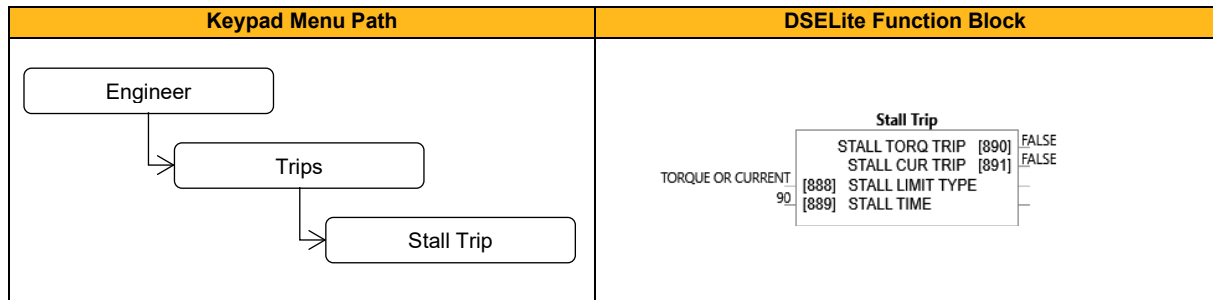 Keypad Menu Path
DSELite Function Block
Engineer
Trips
Stall Trip
Stall Trip
STALL TORQ TRIP [890] FALSE
STALL CUR TRIP [891] FALSE
TORQUE OR CURRENT [888] STALL LIMIT TYPE
90 [889] STALL TIME